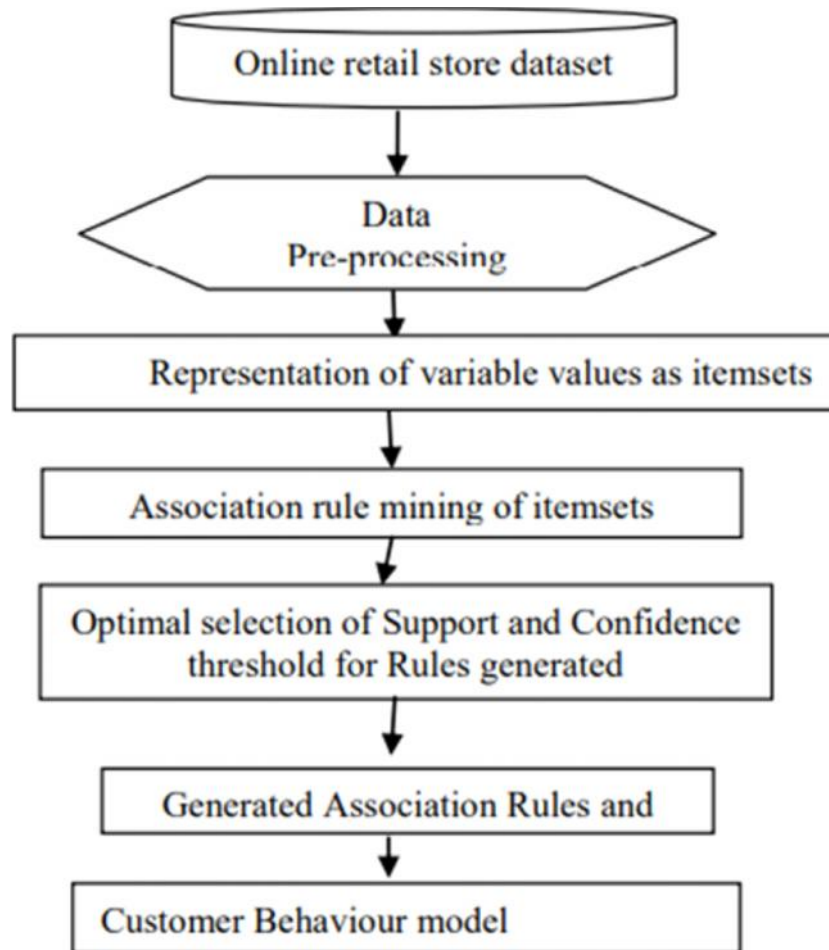 Online retail store dataset
Data
Pre-processing
Representation of variable values as itemsets
Association rule mining of itemsets
Optimal selection of Support and Confidence
threshold for Rules generated
Generated Association Rules and
Customer Behaviour model